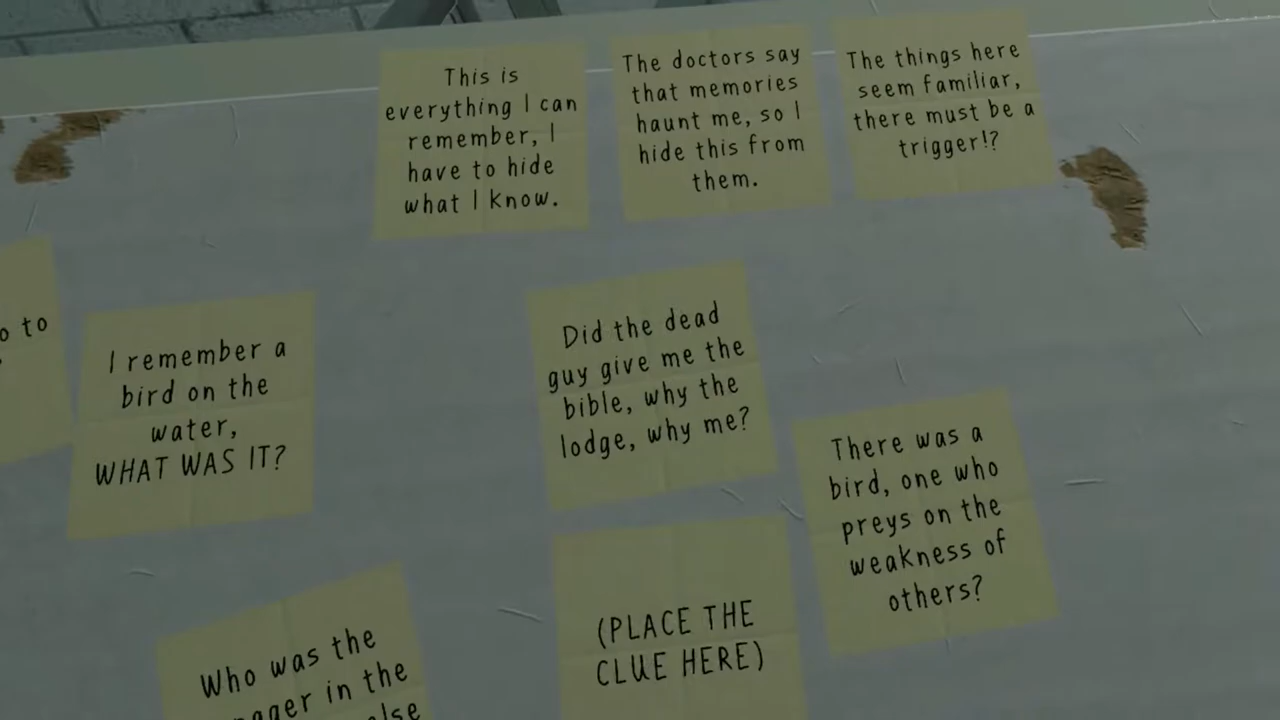 This is
everything I can
remember, I
have to hide
what I know.
The doctors say
that memories
haunt me, so I
hide this from
them.
The things here
seem familiar,
there must be a
trigger!?
to
I remember a
bird on the
water,
WHAT WAS IT?
Did the dead
guy give me the
bible, why the
lodge, why me?
There was a
bird, one who
preys on the
weakness of
others?
Who was the
in the
else
(PLACE THE
CLUE HERE)